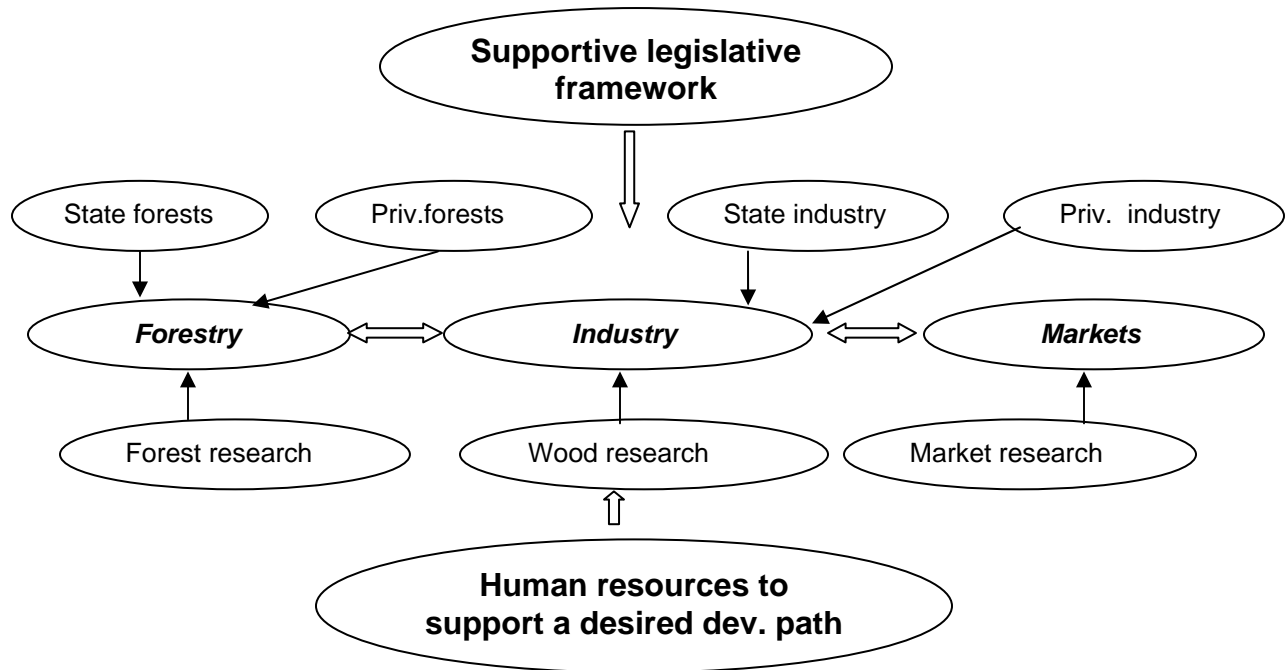 Supportive legislative
framework
State forests
Priv.forests
State industry
Priv. industry
Forestry
Industry
Markets
Forest research
Wood research
Market research
Human resources to
support a desired dev. path